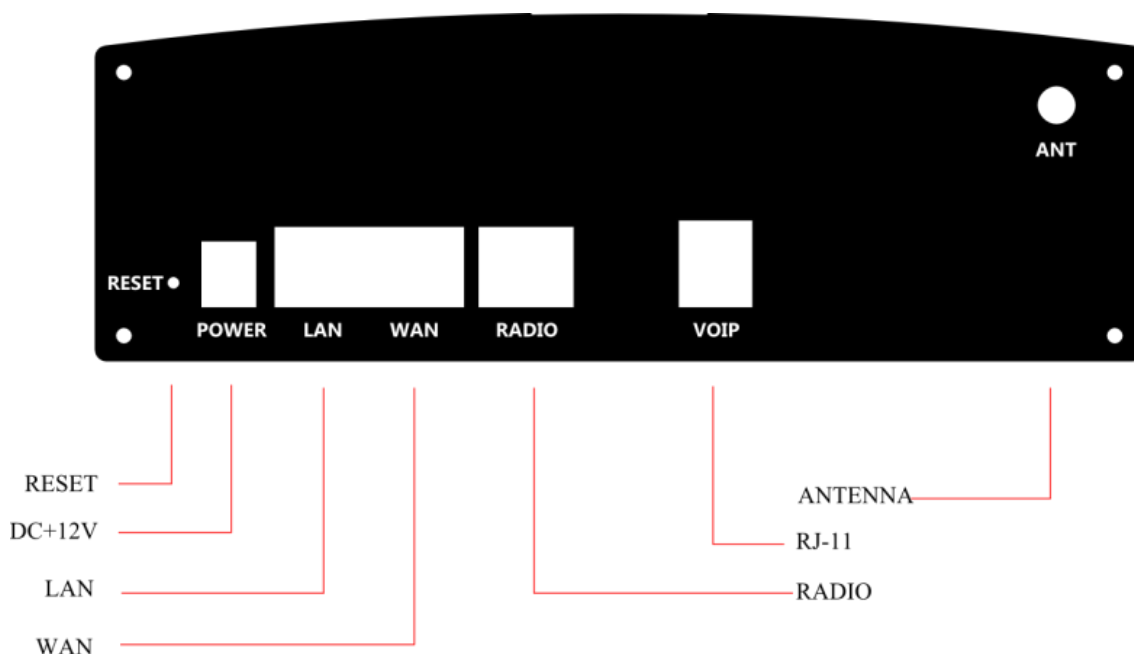 ANT
RESET
POWER LAN WAN RADIO VOIP
RESET
ANTENNA
DC+12V
RJ-11
LAN
RADIO
WAN